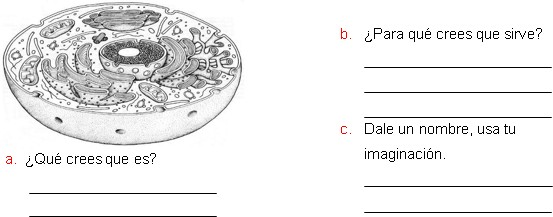 a. ¿Qué crees que es?
b. ¿Para qué crees que sirve?
c. Dale un nombre, usa tu
imaginación.